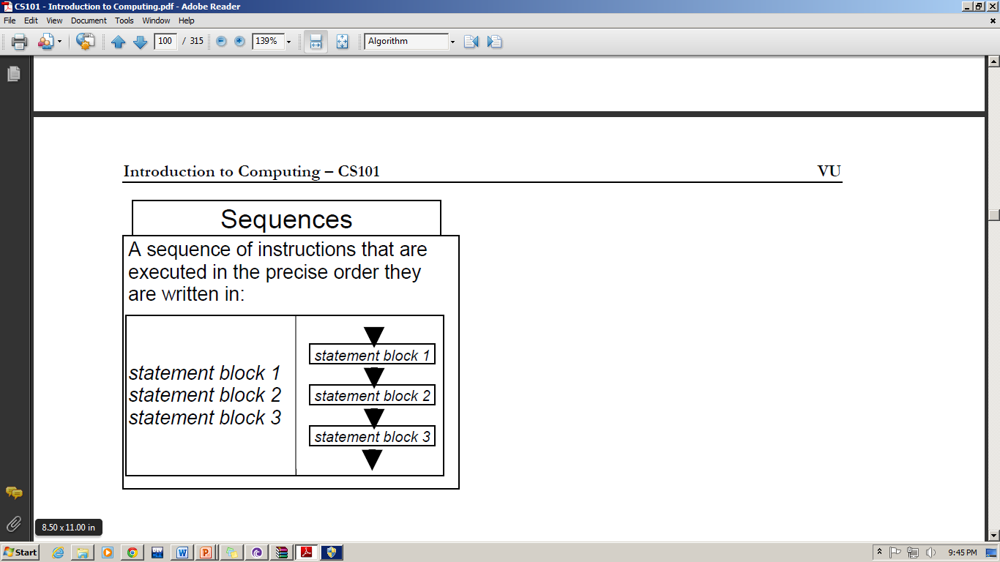 CS101 - Introduction to Computing.pdf - Adobe Reader
File Edit View Document Tools Window Help
100 / 315 139% Algorithm
Introduction to Computing – CS101 VU
Sequences
A sequence of instructions that are
executed in the precise order they
are written in:
statement block 1
statement block 2
statement block 3
statement block 1
statement block 2
statement block 3
8.50 x 11.00 in
Start 9:45 PM